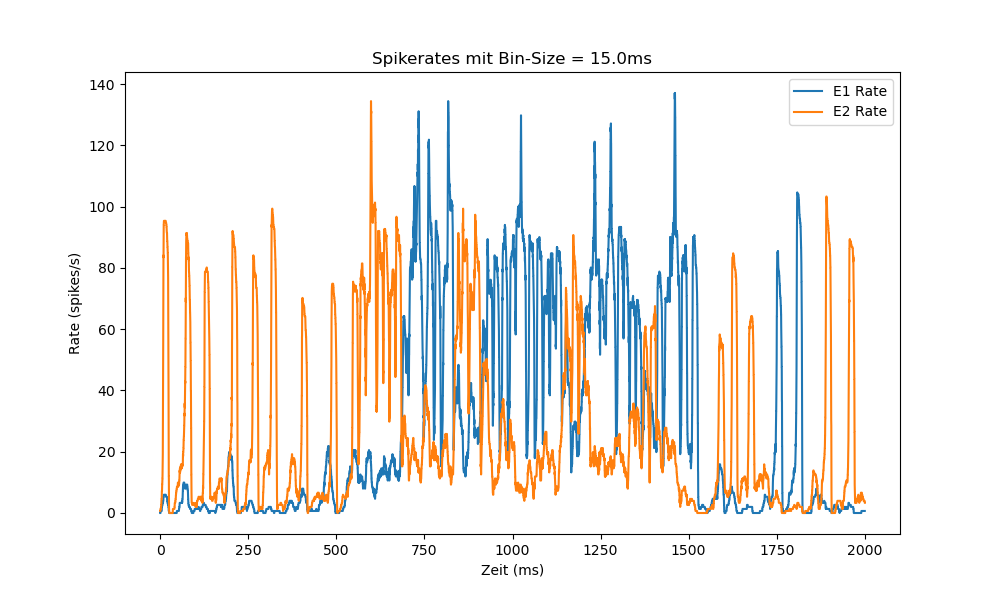 Spikerates mit Bin-Size = 15.0ms
E1 Rate
E2 Rate
140
120
100
80
60
40
20
0
Rate (spikes/s)
0 250 500 750 1000 1250 1500 1750 2000
Zeit (ms)